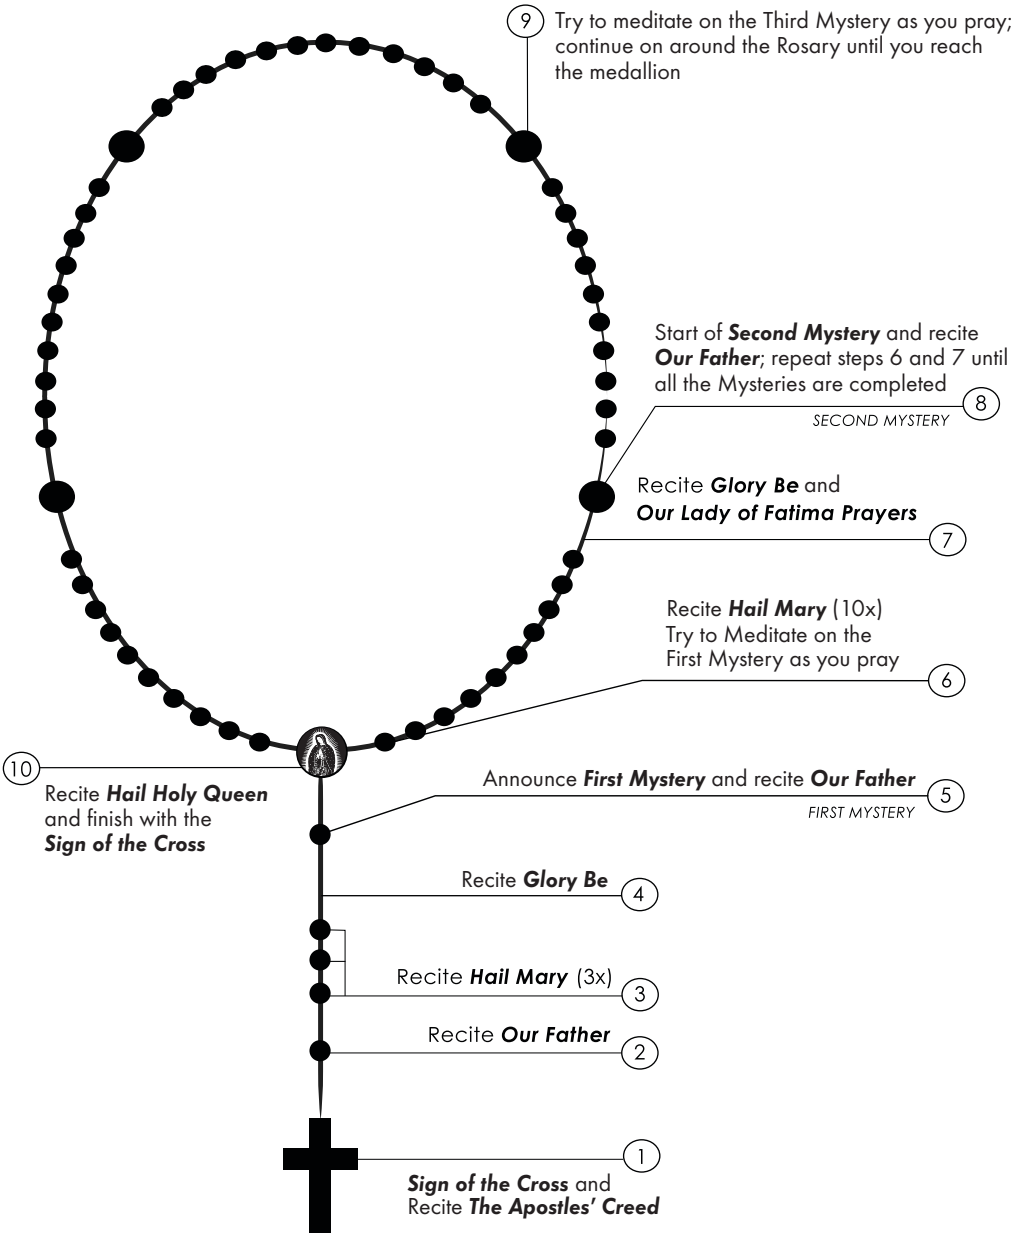 9
Try to meditate on the Third Mystery as you pray;
continue on around the Rosary until you reach
the medallion
Start of Second Mystery and recite
Our Father; repeat steps 6 and 7 until
all the Mysteries are completed
8
SECOND MYSTERY
Recite Glory Be and
Our Lady of Fatima Prayers
7
Recite Hail Mary (10x)
Try to Meditate on the
First Mystery as you pray
6
10
Recite Hail Holy Queen
and finish with the
Sign of the Cross
Announce First Mystery and recite Our Father
5
FIRST MYSTERY
Recite Glory Be
4
Recite Hail Mary (3x)
3
Recite Our Father
2
1
Sign of the Cross and
Recite The Apostles’ Creed